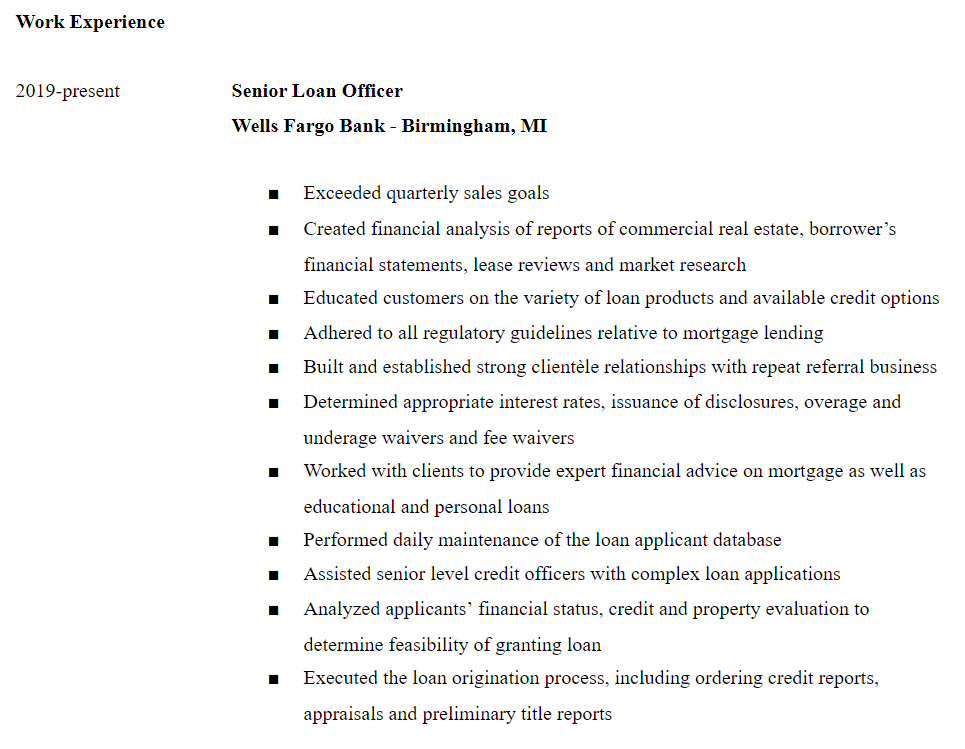 Work Experience
2019-present
Senior Loan Officer
Wells Fargo Bank - Birmingham, MI
■ Exceeded quarterly sales goals
■ Created financial analysis of reports of commercial real estate, borrower’s
financial statements, lease reviews and market research
■ Educated customers on the variety of loan products and available credit options
■ Adhered to all regulatory guidelines relative to mortgage lending
■ Built and established strong clientèle relationships with repeat referral business
■ Determined appropriate interest rates, issuance of disclosures, overage and
underage waivers and fee waivers
■ Worked with clients to provide expert financial advice on mortgage as well as
educational and personal loans
■ Performed daily maintenance of the loan applicant database
■ Assisted senior level credit officers with complex loan applications
■ Analyzed applicants’ financial status, credit and property evaluation to
determine feasibility of granting loan
■ Executed the loan origination process, including ordering credit reports,
appraisals and preliminary title reports